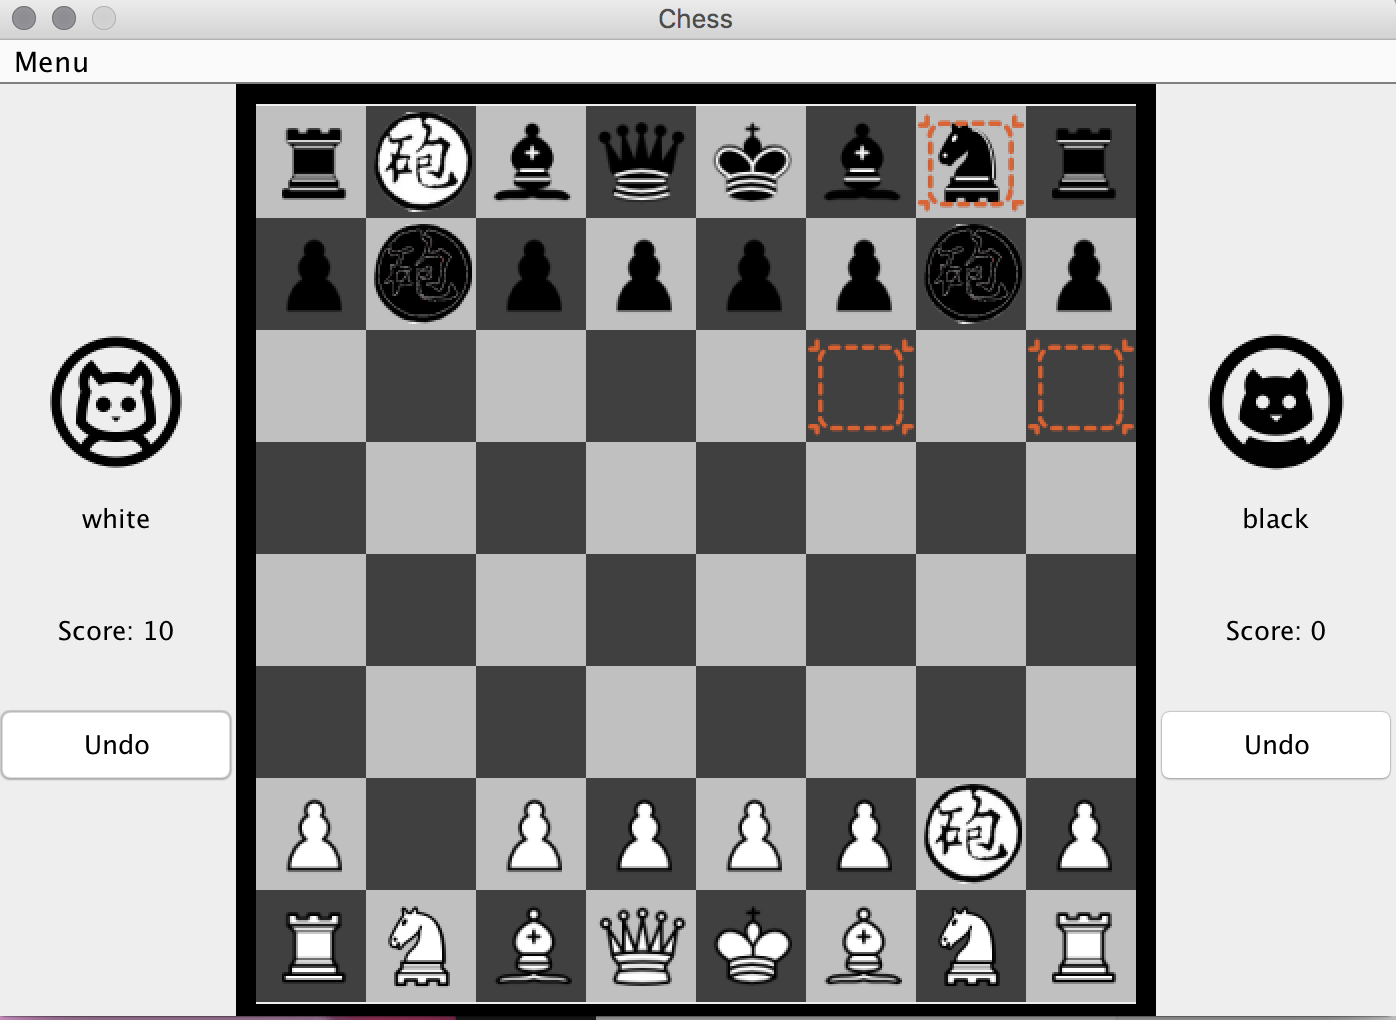 Chess
Menu
砲
砲
砲
white
black
Score: 10
Score: 0
Undo
Undo
砲